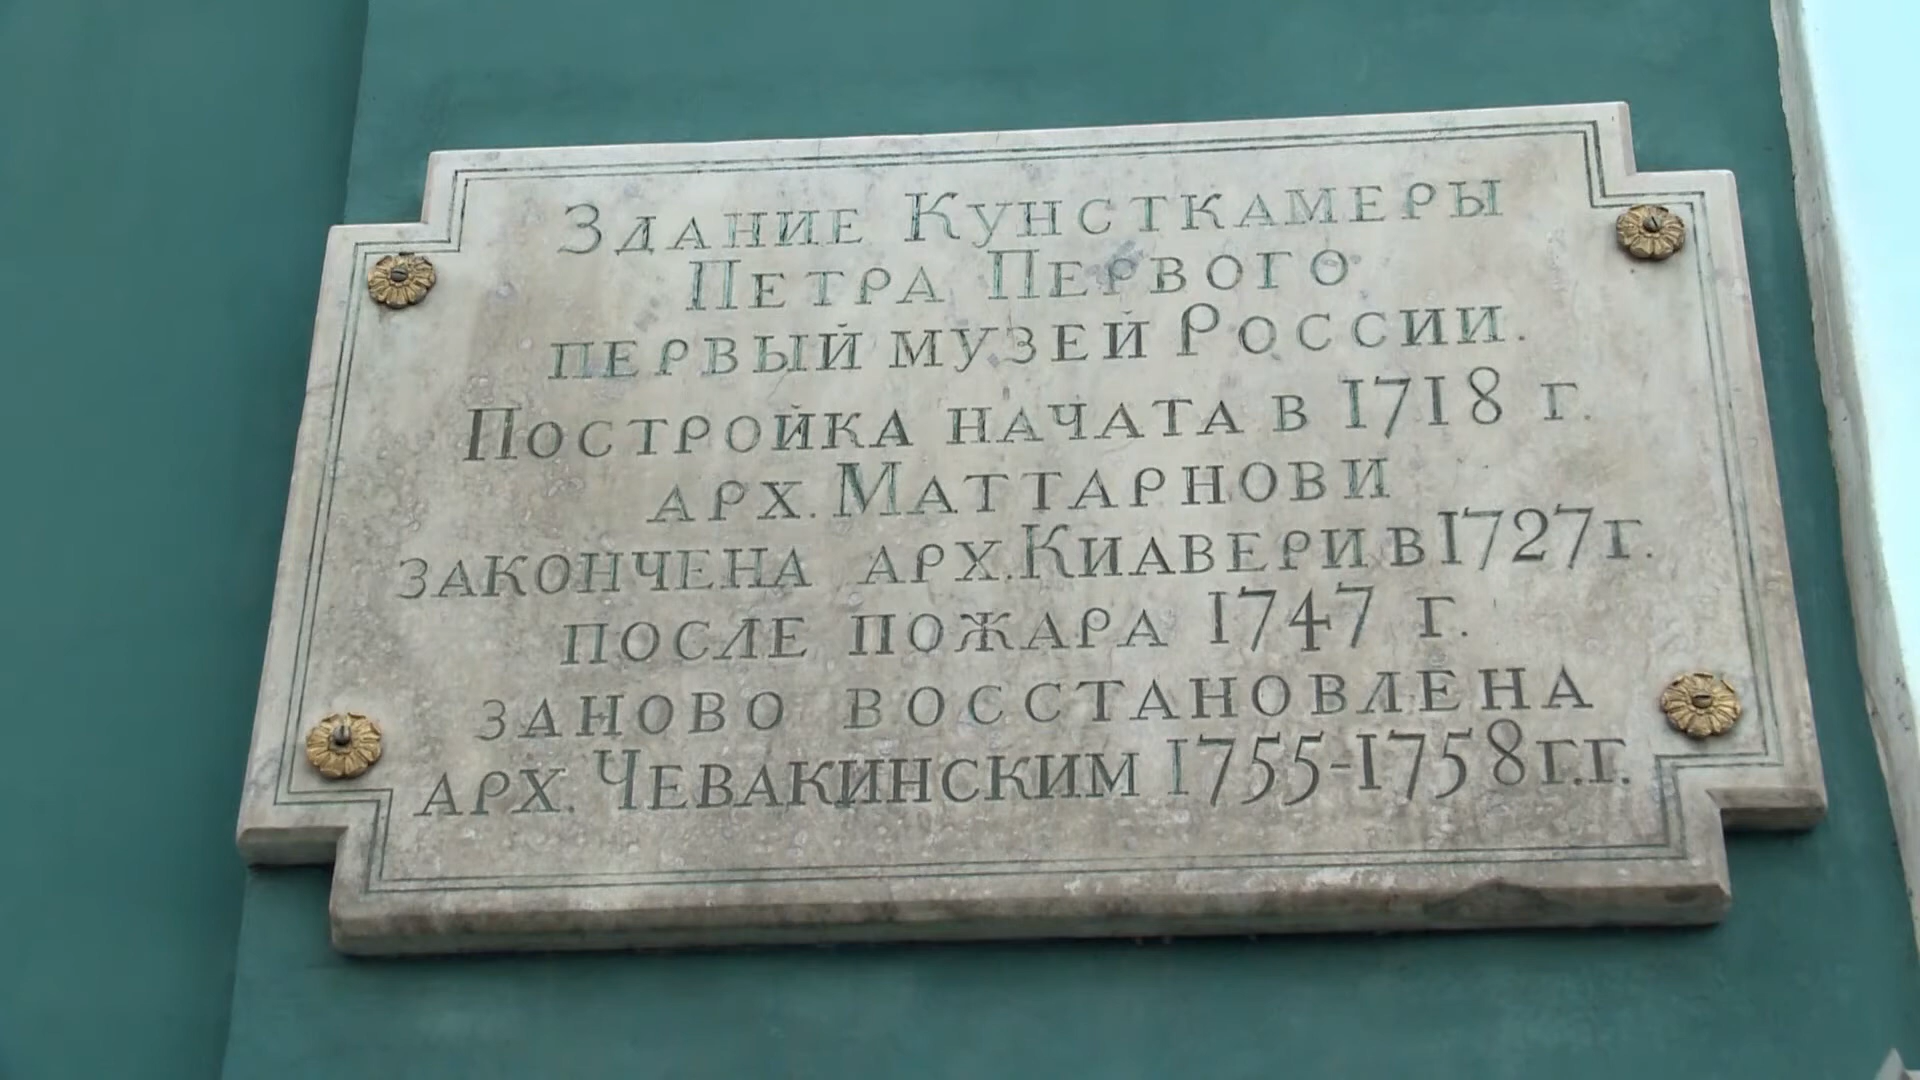 Здание Кунсткамеры
Петра Первого
первый музей России.
Постройка начата в 1718 г.
арх. Маттарнови
закончена арх. Киавери в 1727 г.
после пожара 1747 г.
заново восстановлена
арх. Чевакинским 1755-1758 г.г.